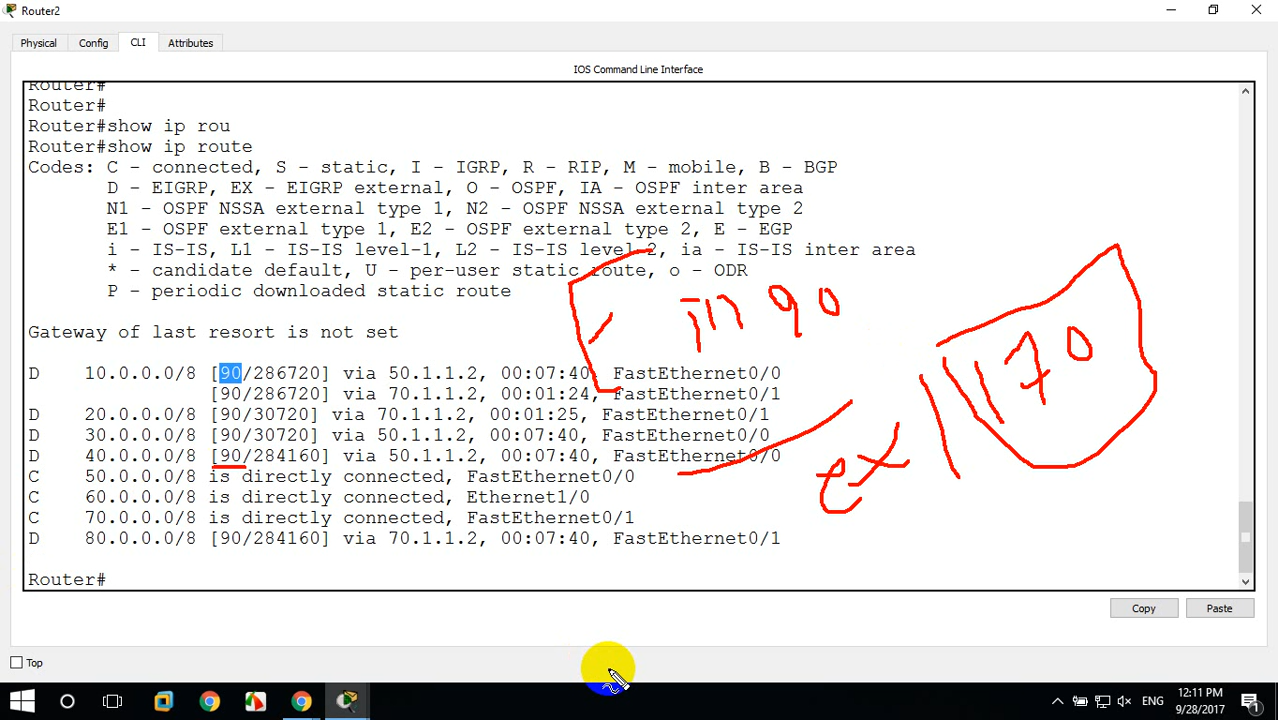 Router2
Physical Config CLI Attributes
IOS Command Line Interface
Router#
Router#
Router#show ip rou
Router#show ip route
Codes: C - connected, S - static, I - IGRP, R - RIP, M - mobile, B - BGP
D - EIGRP, EX - EIGRP external, O - OSPF, IA - OSPF inter area
N1 - OSPF NSSA external type 1, N2 - OSPF NSSA external type 2
E1 - OSPF external type 1, E2 - OSPF external type 2, E - EGP
i - IS-IS, L1 - IS-IS level-1, L2 - IS-IS level-2, ia - IS-IS inter area
* - candidate default, U - per-user static route, o - ODR
P - periodic downloaded static route
in 90
Gateway of last resort is not set
170
D 10.0.0.0/8 [90/286720] via 50.1.1.2, 00:07:40, FastEthernet0/0
[90/286720] via 70.1.1.2, 00:01:24, FastEthernet0/1
D 20.0.0.0/8 [90/30720] via 70.1.1.2, 00:01:25, FastEthernet0/1
D 30.0.0.0/8 [90/30720] via 50.1.1.2, 00:07:40, FastEthernet0/0
D 40.0.0.0/8 [90/284160] via 50.1.1.2, 00:07:40, FastEthernet0/0
ex
C 50.0.0.0/8 is directly connected, FastEthernet0/0
C 60.0.0.0/8 is directly connected, Ethernet1/0
C 70.0.0.0/8 is directly connected, FastEthernet0/1
D 80.0.0.0/8 [90/284160] via 70.1.1.2, 00:07:40, FastEthernet0/1
Router#
Copy Paste
Top
ENG
12:11 PM
9/28/2017
1